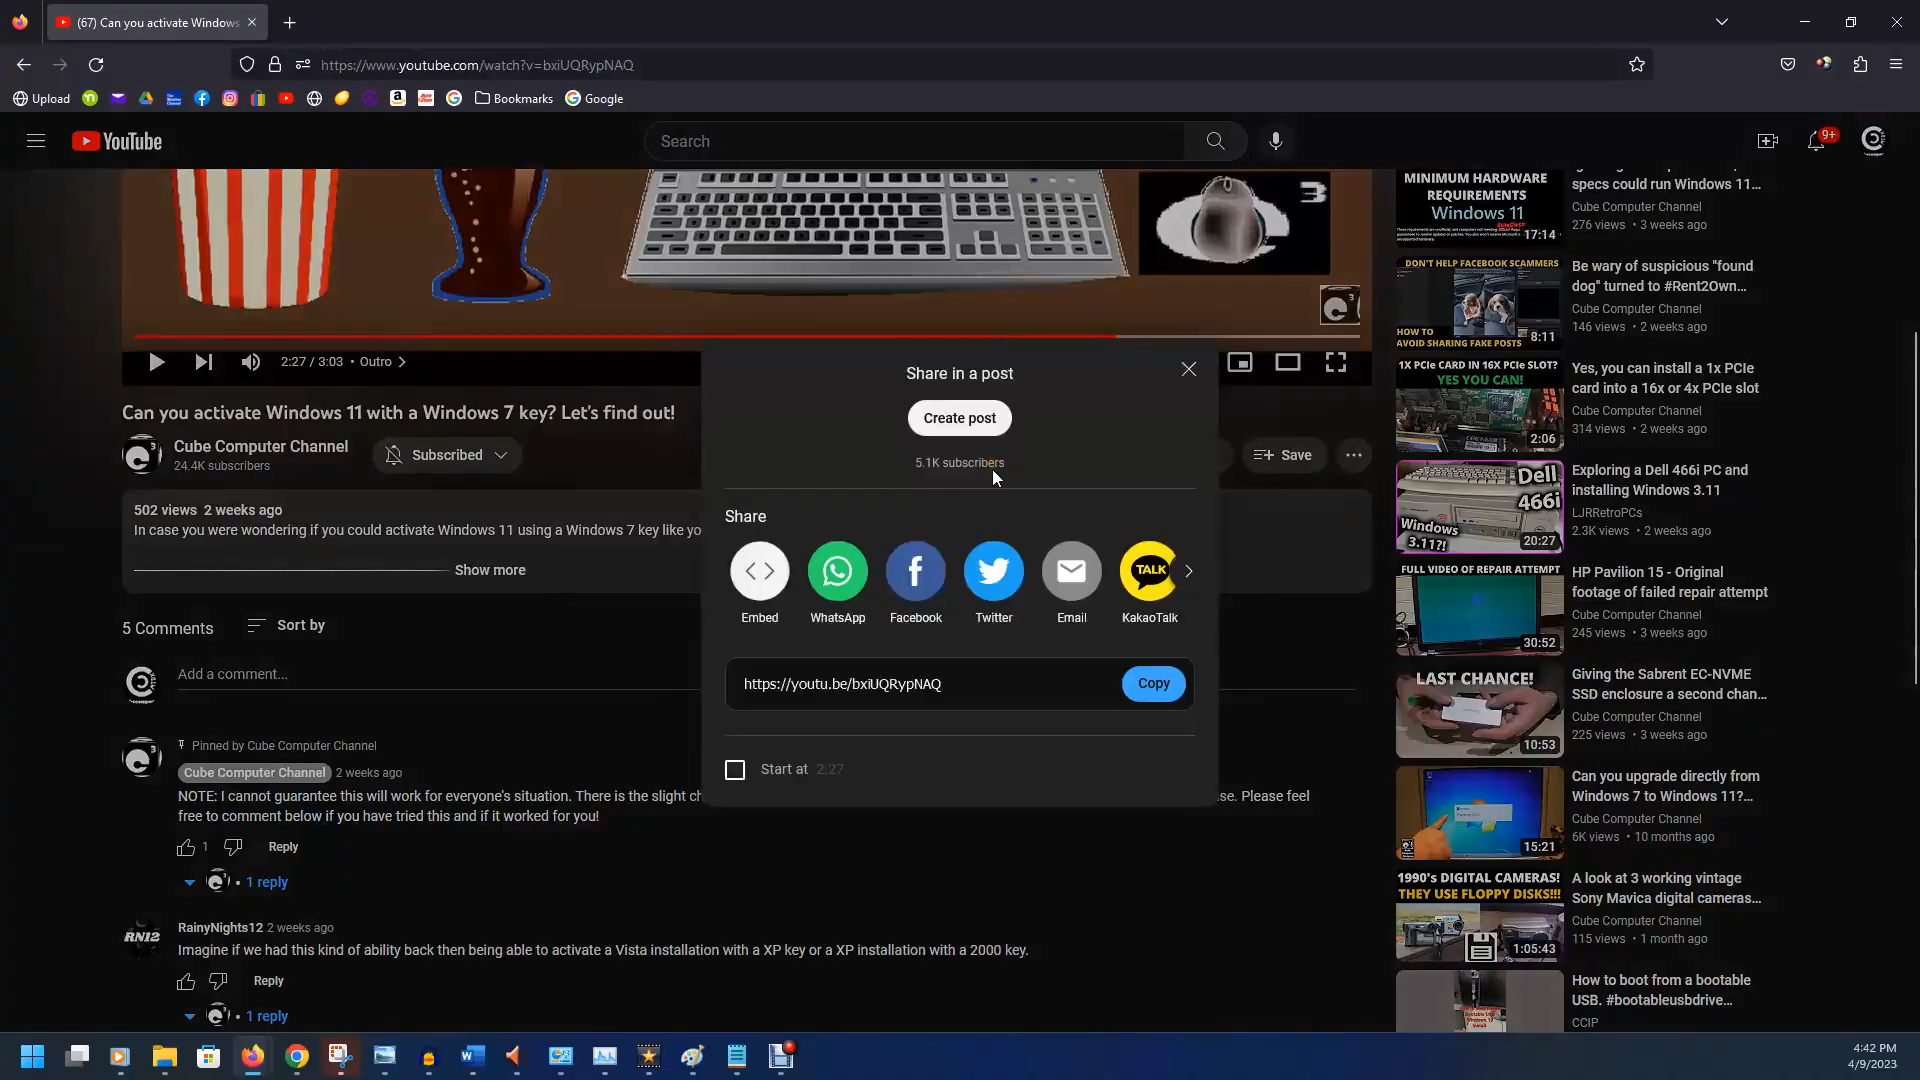 (67) Can you activate Windows
https://www.youtube.com/watch?v=bxiUQRypNAQ
Upload
Bookmarks
Google
YouTube
Search
9+
3
2:27 / 3:03 • Outro
Can you activate Windows 11 with a Windows 7 key? Let's find out!
Cube Computer Channel
24.4K subscribers
Subscribed
Save
502 views 2 weeks ago
In case you were wondering if you could activate Windows 11 using a Windows 7 key like yo
Show more
5 Comments
Sort by
Add a comment...
Pinned by Cube Computer Channel
Cube Computer Channel 2 weeks ago
NOTE: I cannot guarantee this will work for everyone's situation. There is the slight ch
se. Please feel
free to comment below if you have tried this and if it worked for you!
1
Reply
• 1 reply
RN12
RainyNights12 2 weeks ago
Imagine if we had this kind of ability back then being able to activate a Vista installation with a XP key or a XP installation with a 2000 key.
Reply
• 1 reply
Share in a post
Create post
5.1K subscribers
Share
TALK
Embed
WhatsApp
Facebook
Twitter
Email
KakaoTalk
https://youtu.be/bxiUQRypNAQ
Copy
Start at 2:27
MINIMUM HARDWARE
REQUIREMENTS
Windows 11
17:14
specs could run Windows 11...
Cube Computer Channel
276 views • 3 weeks ago
DON'T HELP FACEBOOK SCAMMERS
HOW TO
AVOID SHARING FAKE POSTS
8:11
Be wary of suspicious "found
dog" turned to #Rent2Own...
Cube Computer Channel
146 views • 2 weeks ago
1X PCIe CARD IN 16X PCIe SLOT?
YES YOU CAN!
2:06
Yes, you can install a 1x PCIe
card into a 16x or 4x PCIe slot
Cube Computer Channel
314 views • 2 weeks ago
Dell
466i
Windows
3.11?!
20:27
Exploring a Dell 466i PC and
installing Windows 3.11
LJRRetroPCs
2.3K views • 2 weeks ago
FULL VIDEO OF REPAIR ATTEMPT
30:52
HP Pavilion 15 - Original
footage of failed repair attempt
Cube Computer Channel
245 views • 3 weeks ago
LAST CHANCE!
10:53
Giving the Sabrent EC-NVME
SSD enclosure a second chan...
Cube Computer Channel
225 views • 3 weeks ago
15:21
Can you upgrade directly from
Windows 7 to Windows 11?...
Cube Computer Channel
6K views • 10 months ago
1990's DIGITAL CAMERAS!
THEY USE FLOPPY DISKS!!!
1:05:43
A look at 3 working vintage
Sony Mavica digital cameras...
Cube Computer Channel
115 views • 1 month ago
How to boot from a bootable
USB. #bootableusbdrive...
CCIP
4:42 PM
4/9/2023